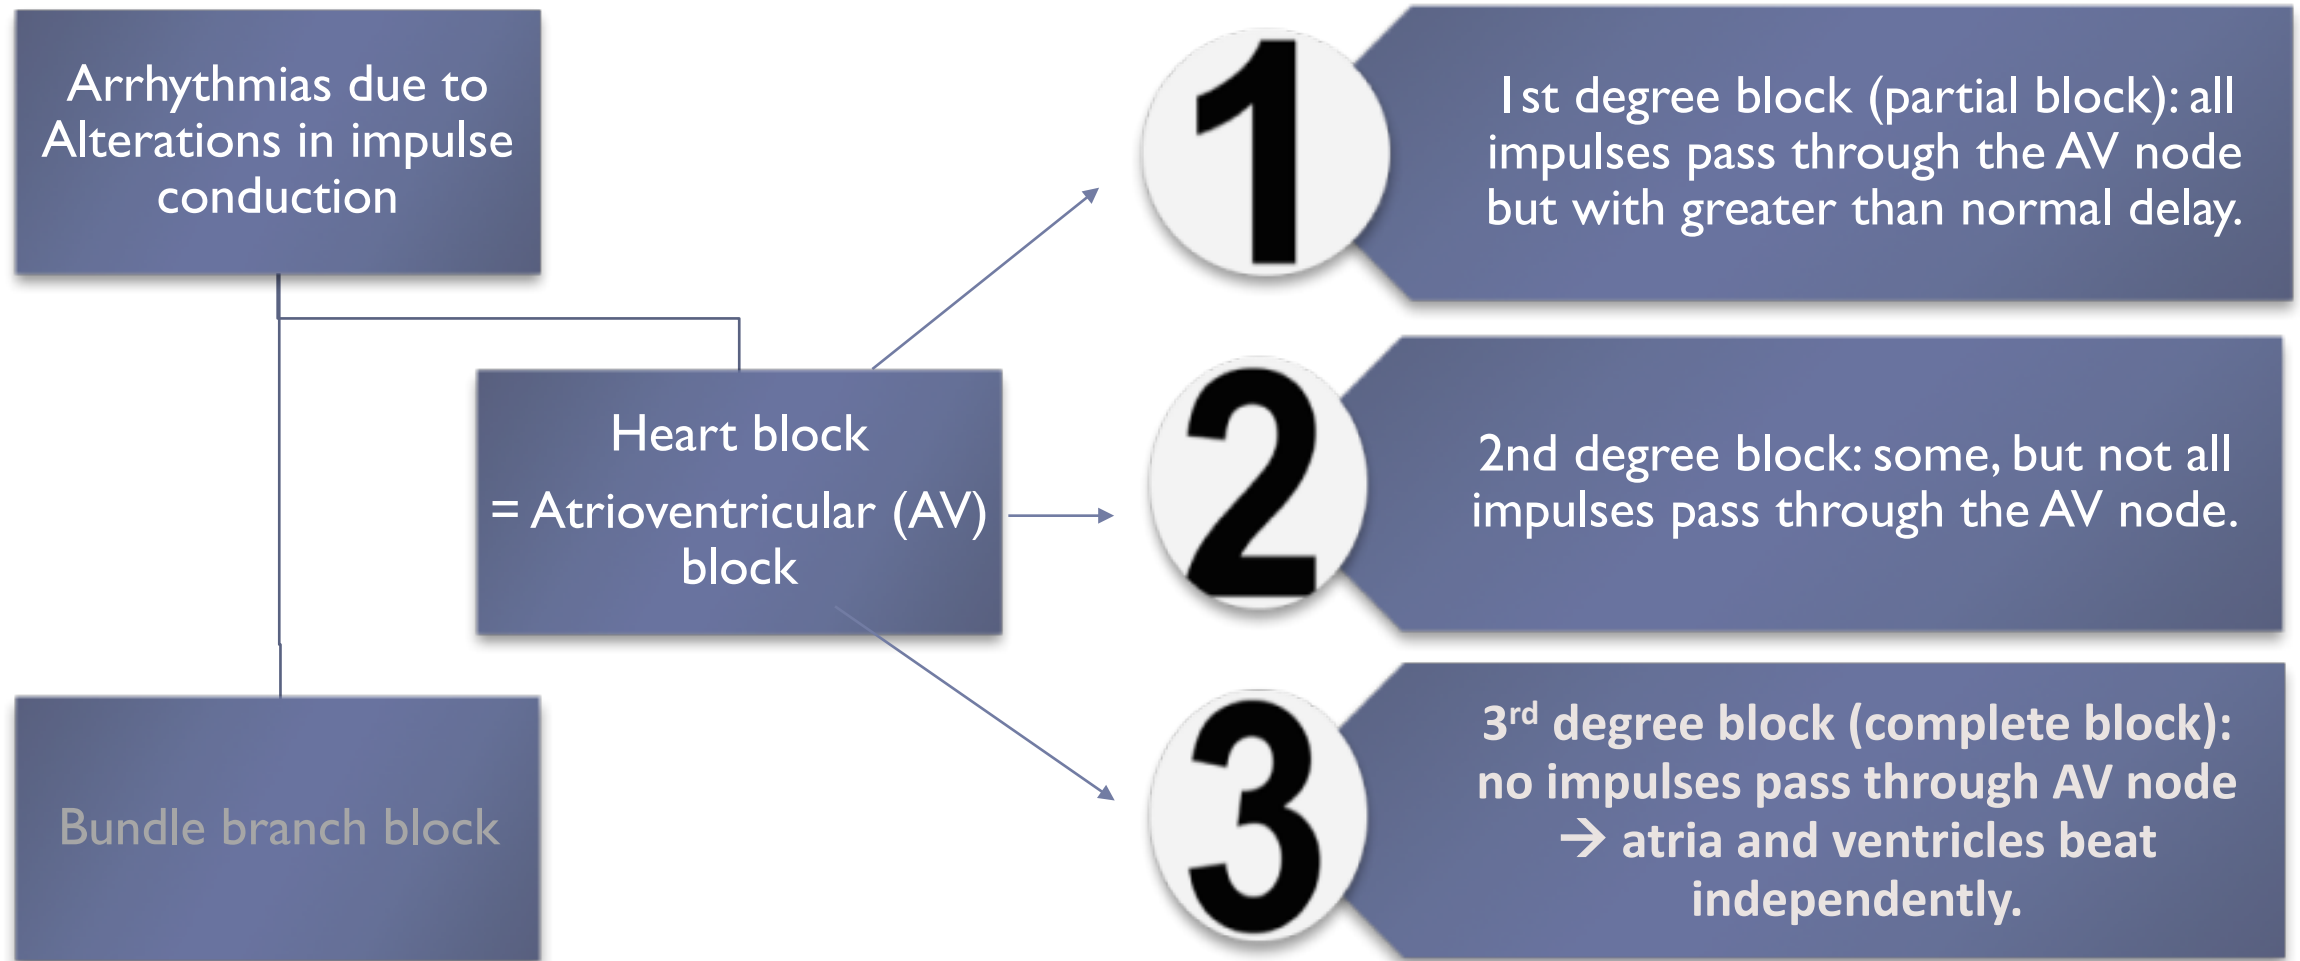 Arrhythmias due to
Alterations in impulse
conduction
Heart block
= Atrioventricular (AV)
block
Bundle branch block
1
1st degree block (partial block): all
impulses pass through the AV node
but with greater than normal delay.
2
2nd degree block: some, but not all
impulses pass through the AV node.
3
3rd degree block (complete block):
no impulses pass through AV node
→ atria and ventricles beat
independently.